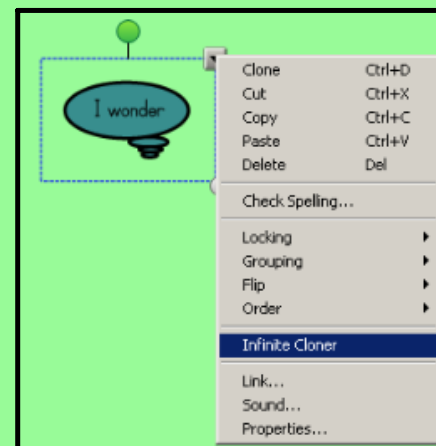 I wonder
Clone Ctrl+D
Cut Ctrl+X
Copy Ctrl+C
Paste Ctrl+V
Delete Del
Check Spelling...
Locking
Grouping
Flip
Order
Infinite Cloner
Link...
Sound...
Properties...